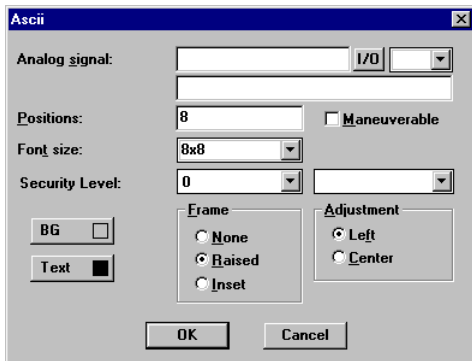 Ascii
Analog signal: I/O
Positions: 8 Maneuverable
Font size: 8x8
Security Level: 0
Frame Adjustment
BG None Left
Text Raised Center
Inset
OK Cancel